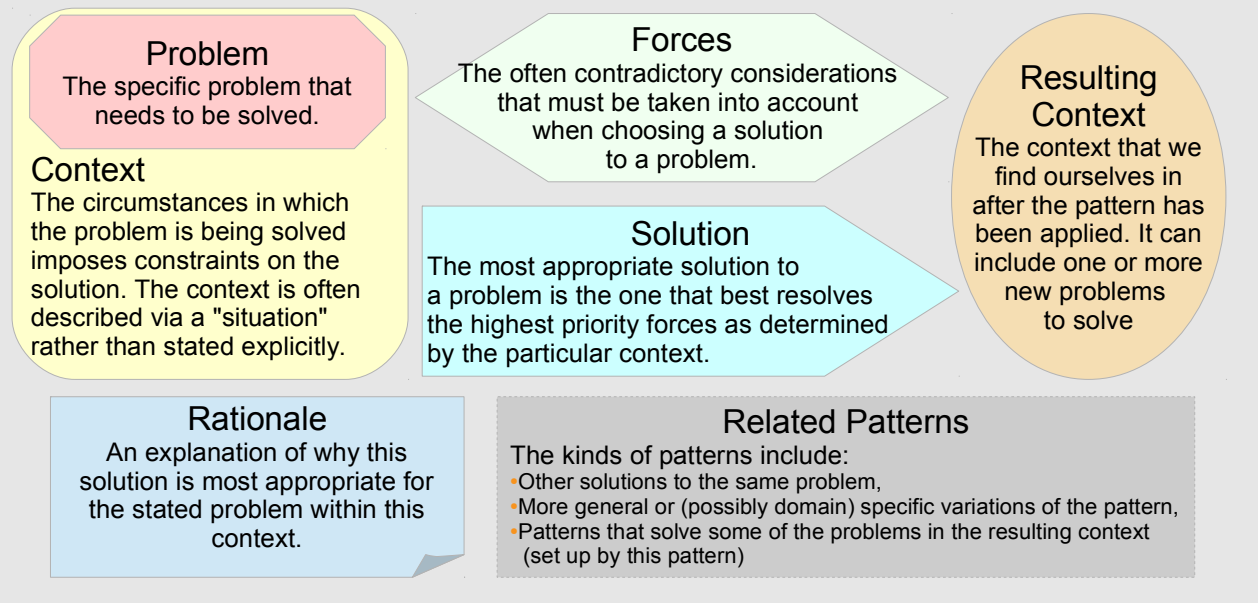 Problem
The specific problem that
needs to be solved.
Context
The circumstances in which
the problem is being solved
imposes constraints on the
solution. The context is often
described via a "situation"
rather than stated explicitly.
Forces
The often contradictory considerations
that must be taken into account
when choosing a solution
to a problem.
Solution
The most appropriate solution to
a problem is the one that best resolves
the highest priority forces as determined
by the particular context.
Resulting
Context
The context that we
find ourselves in
after the pattern has
been applied. It can
include one or more
new problems
to solve
Rationale
An explanation of why this
solution is most appropriate for
the stated problem within this
context.
Related Patterns
The kinds of patterns include:
•Other solutions to the same problem,
•More general or (possibly domain) specific variations of the pattern,
•Patterns that solve some of the problems in the resulting context
(set up by this pattern)